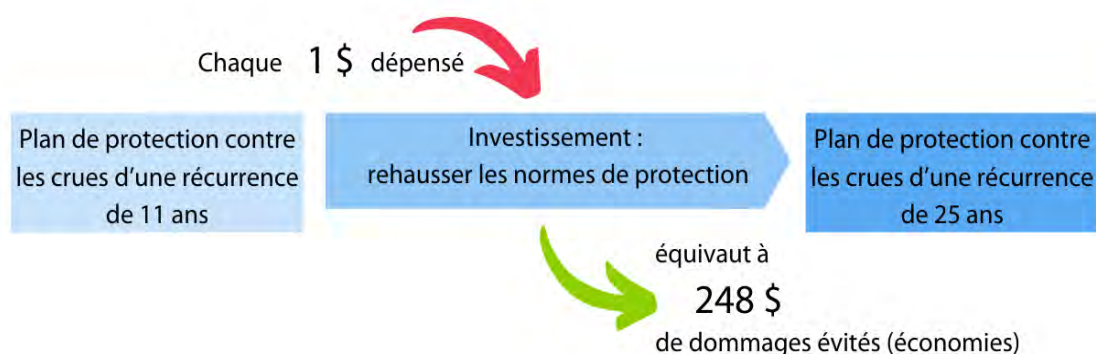 Chaque 1 $ dépensé
Plan de protection contre
les crues d’une récurrence
de 11 ans
Investissement :
rehausser les normes de protection
Plan de protection contre
les crues d’une récurrence
de 25 ans
équivaut à
248 $
de dommages évités (économies)